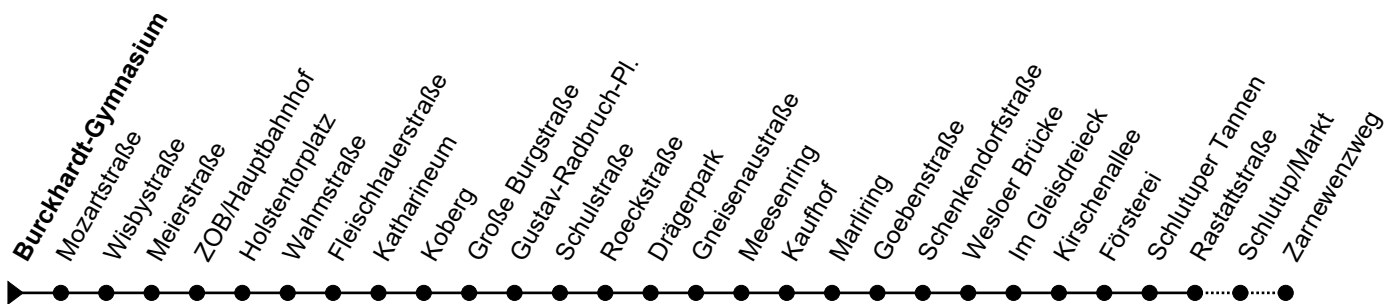 Burckhardt-Gymnasium
Mozartstraße
Wisbystraße
Meierstraße
ZOB/Hauptbahnhof
Holstentorplatz
Wahmstraße
Fleischhauerstraße
Katharineum
Koberg
Große Burgstraße
Gustav-Radbruch-Pl.
Schulstraße
Roeckstraße
Drägerpark
Gneisenaustraße
Meesenring
Kaufhof
Marliring
Goebenstraße
Schenkendorfstraße
Wesloer Brücke
Im Gleisdreieck
Kirschenallee
Försterei
Schlutuper Tannen
Rastattstraße
Schlutup/Markt
Zarnewenzweg